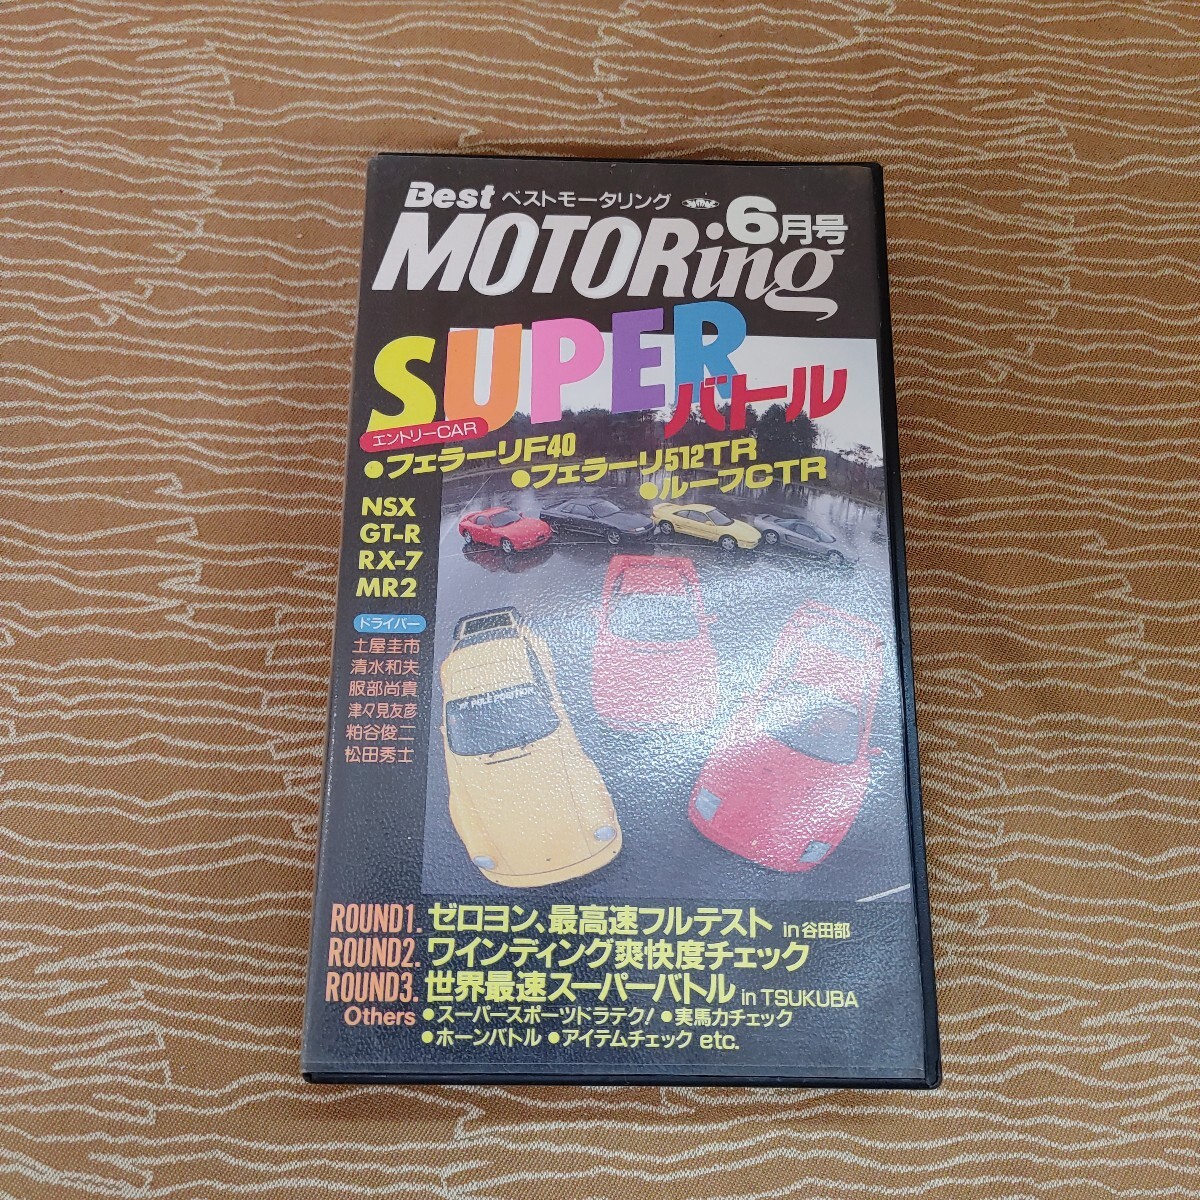 Best ベストモータリング 6月号
MOTORing
SUPER
バトル
エントリーCAR
●フェラーリF40
●フェラーリ512TR
●ルーフCTR
NSX
GT-R
RX-7
MR2
ドライバー
土屋圭市
清水和夫
服部尚貴
津々見友彦
粕谷俊二
松田秀士
POLE POSITION
ROUND1. ゼロヨン、最高速フルテスト in 谷田部
ROUND2. ワインディング爽快度チェック
ROUND3. 世界最速スーパーバトル in TSUKUBA
Others ●スーパースポーツドラテク! ●実馬力チェック
●ホーンバトル ●アイテムチェック etc.